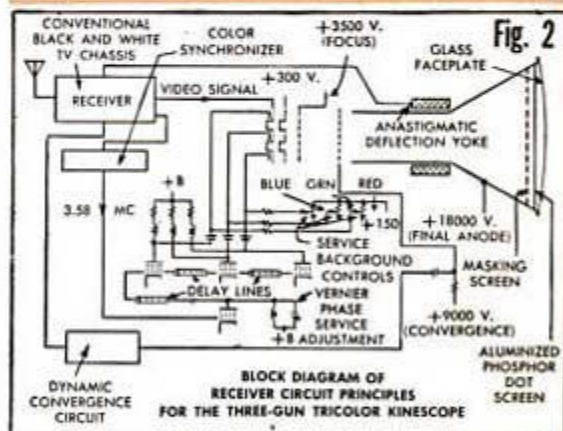 CONVENTIONAL
BLACK AND WHITE
TV CHASSIS
COLOR
SYNCHRONIZER
+3500 V.
(FOCUS)
Fig. 2
GLASS
FACEPLATE
+300 V.
RECEIVER
VIDEO SIGNAL
ANASTIGMATIC
DEFLECTION YOKE
+B
BLUE GRN RED
3.58 MC
+150
+18000 V.
(FINAL ANODE)
SERVICE
BACKGROUND
CONTROLS
MASKING
SCREEN
DELAY LINES
VERNIER
PHASE
SERVICE
ADJUSTMENT
+B
+9000 V.
(CONVERGENCE)
DYNAMIC
CONVERGENCE
CIRCUIT
BLOCK DIAGRAM OF
RECEIVER CIRCUIT PRINCIPLES
FOR THE THREE-GUN TRICOLOR KINESCOPE
ALUMINIZED
PHOSPHOR
DOT
SCREEN